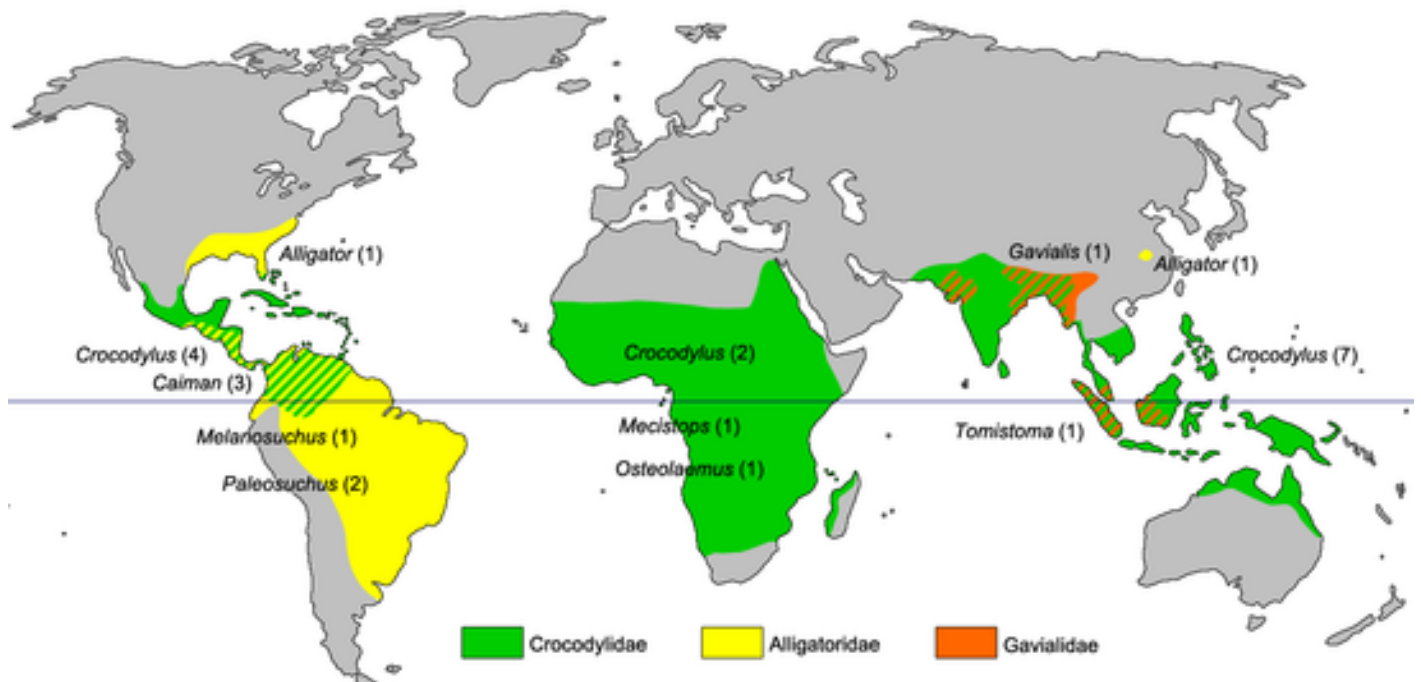 Alligator (1)
Gavialis (1)
Alligator (1)
Crocodylus (4)
Caiman (3)
Crocodylus (2)
Crocodylus (7)
Melanosuchus (1)
Mecistops (1)
Tomistoma (1)
Paleosuchus (2)
Osteolaemus (1)
Crocodylidae
Alligatoridae
Gavialidae